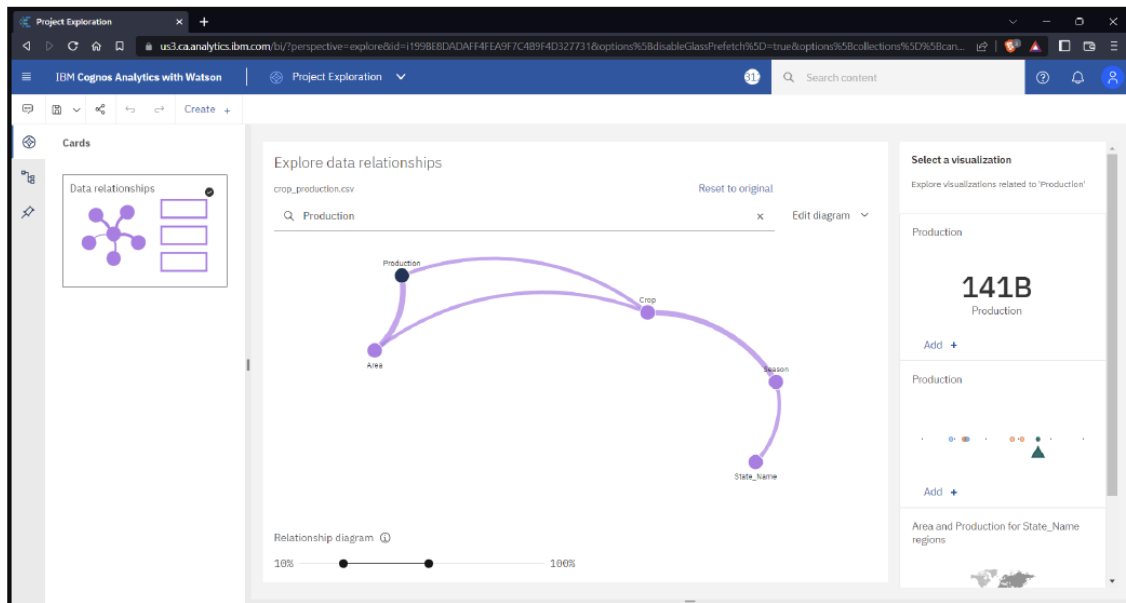 Project Exploration
us3.ca.analytics.ibm.com/bi/?perspective=explore&id=i199BE8DADAFF4FEA9F7C4B9F4D327731&options%5BdisableGlassPrefetch%5D=true&options%5Bcollections%5D%5Bcan...
IBM Cognos Analytics with Watson
Project Exploration
31
Search content
Create +
Cards
Data relationships
Explore data relationships
crop_production.csv
Reset to original
Production
Edit diagram
Production
Crop
Area
Season
State_Name
Relationship diagram
10%
100%
Select a visualization
Explore visualizations related to 'Production'
Production
141B
Production
Add +
Production
Add +
Area and Production for State_Name
regions